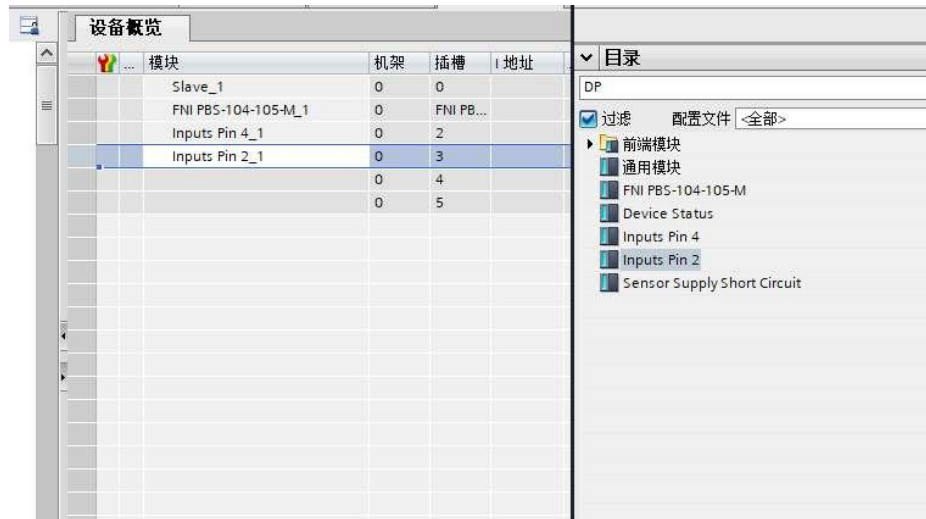 设备概览
... 模块 机架 插槽 I 地址
Slave_1 0 0
FNI PBS-104-105-M_1 0 FNI PB...
Inputs Pin 4_1 0 2
Inputs Pin 2_1 0 3
0 4
0 5
目录
DP
过滤 配置文件 <全部>
前端模块
通用模块
FNI PBS-104-105-M
Device Status
Inputs Pin 4
Inputs Pin 2
Sensor Supply Short Circuit